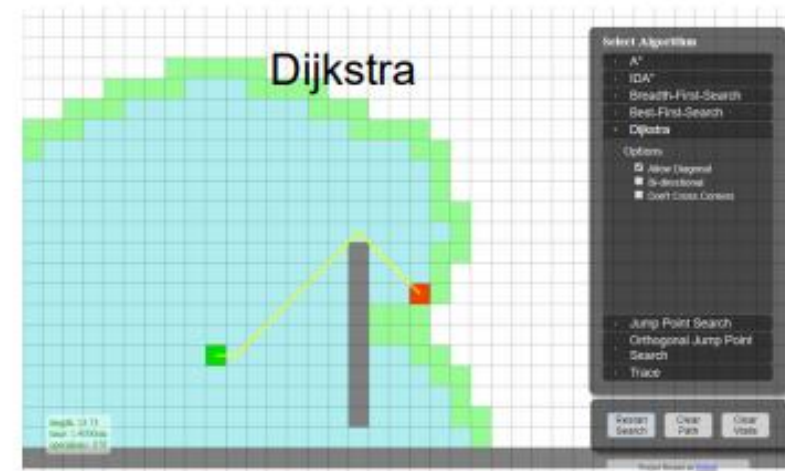 Dijkstra
Select Algorithm
A*
IDA*
Breadth-First-Search
Best-First-Search
Dijkstra
Options
Allow Diagonal
Bi-directional
Don't Cross Corners
Jump Point Search
Orthogonal Jump Point
Search
Trace
Restart
Search
Clear
Path
Clear
Walls